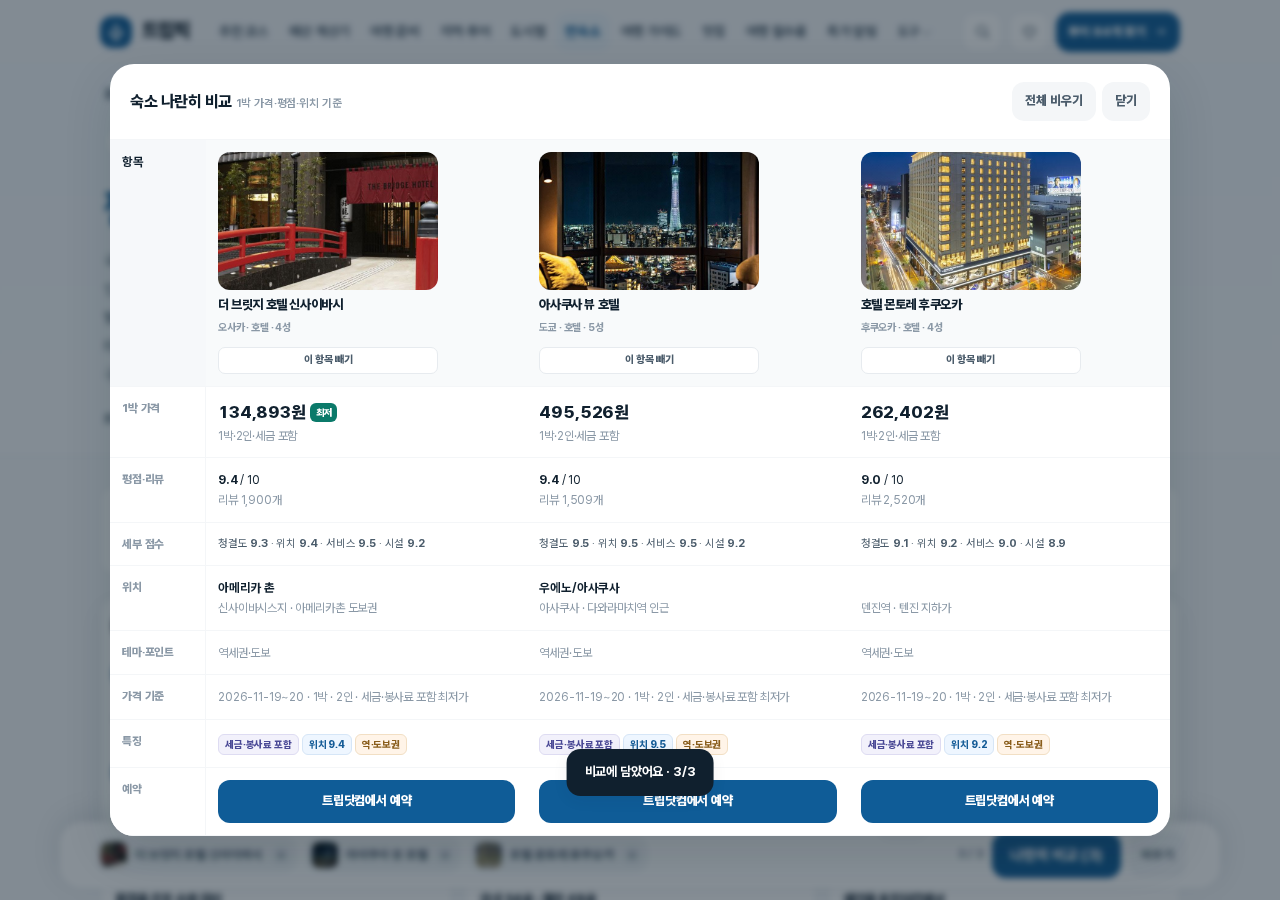 숙소 나란히 비교 1박 가격·평점·위치 기준
전체 비우기
닫기
항목
THE BRIDGE HOTEL
더 브릿지 호텔 신사이바시
오사카 · 호텔 · 4성
이 항목 빼기
아사쿠사 뷰 호텔
도쿄 · 호텔 · 5성
이 항목 빼기
호텔 몬토레 후쿠오카
후쿠오카 · 호텔 · 4성
이 항목 빼기
1박 가격
134,893원 최저
1박·2인·세금 포함
495,526원
1박·2인·세금 포함
262,402원
1박·2인·세금 포함
평점·리뷰
9.4 / 10
리뷰 1,900개
9.4 / 10
리뷰 1,509개
9.0 / 10
리뷰 2,520개
세부 점수
청결도 9.3 · 위치 9.4 · 서비스 9.5 · 시설 9.2
청결도 9.5 · 위치 9.5 · 서비스 9.5 · 시설 9.2
청결도 9.1 · 위치 9.2 · 서비스 9.0 · 시설 8.9
위치
아메리카 촌
신사이바시스지 · 아메리카촌 도보권
우에노/아사쿠사
아사쿠사 · 다와라마치역 인근
덴진역 · 텐진 지하가
테마·포인트
역세권·도보
역세권·도보
역세권·도보
가격 기준
2026-11-19~20 · 1박 · 2인 · 세금·봉사료 포함 최저가
2026-11-19~20 · 1박 · 2인 · 세금·봉사료 포함 최저가
2026-11-19~20 · 1박 · 2인 · 세금·봉사료 포함 최저가
특징
세금·봉사료 포함 위치 9.4 역·도보권
세금·봉사료 포함 위치 9.5 역·도보권
세금·봉사료 포함 위치 9.2 역·도보권
비교에 담았어요 · 3/3
예약
트립닷컴에서 예약
트립닷컴에서 예약
트립닷컴에서 예약